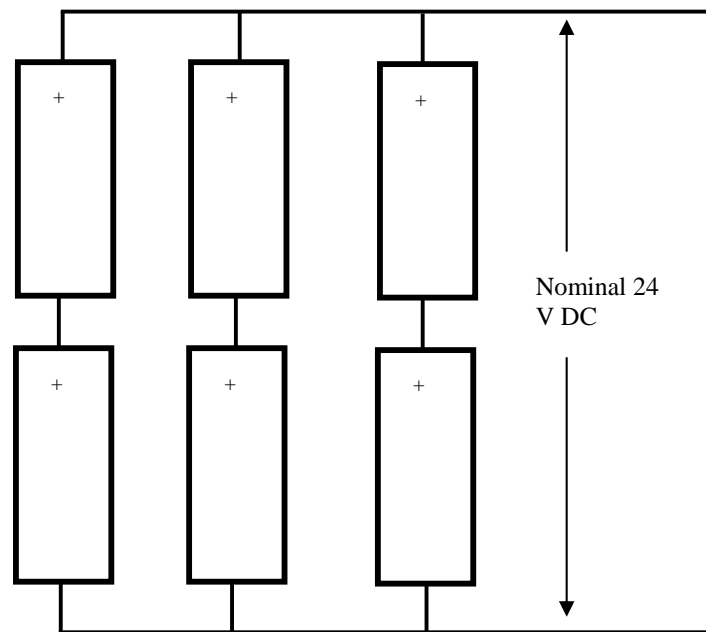 + + +
Nominal 24
V DC
+ + +